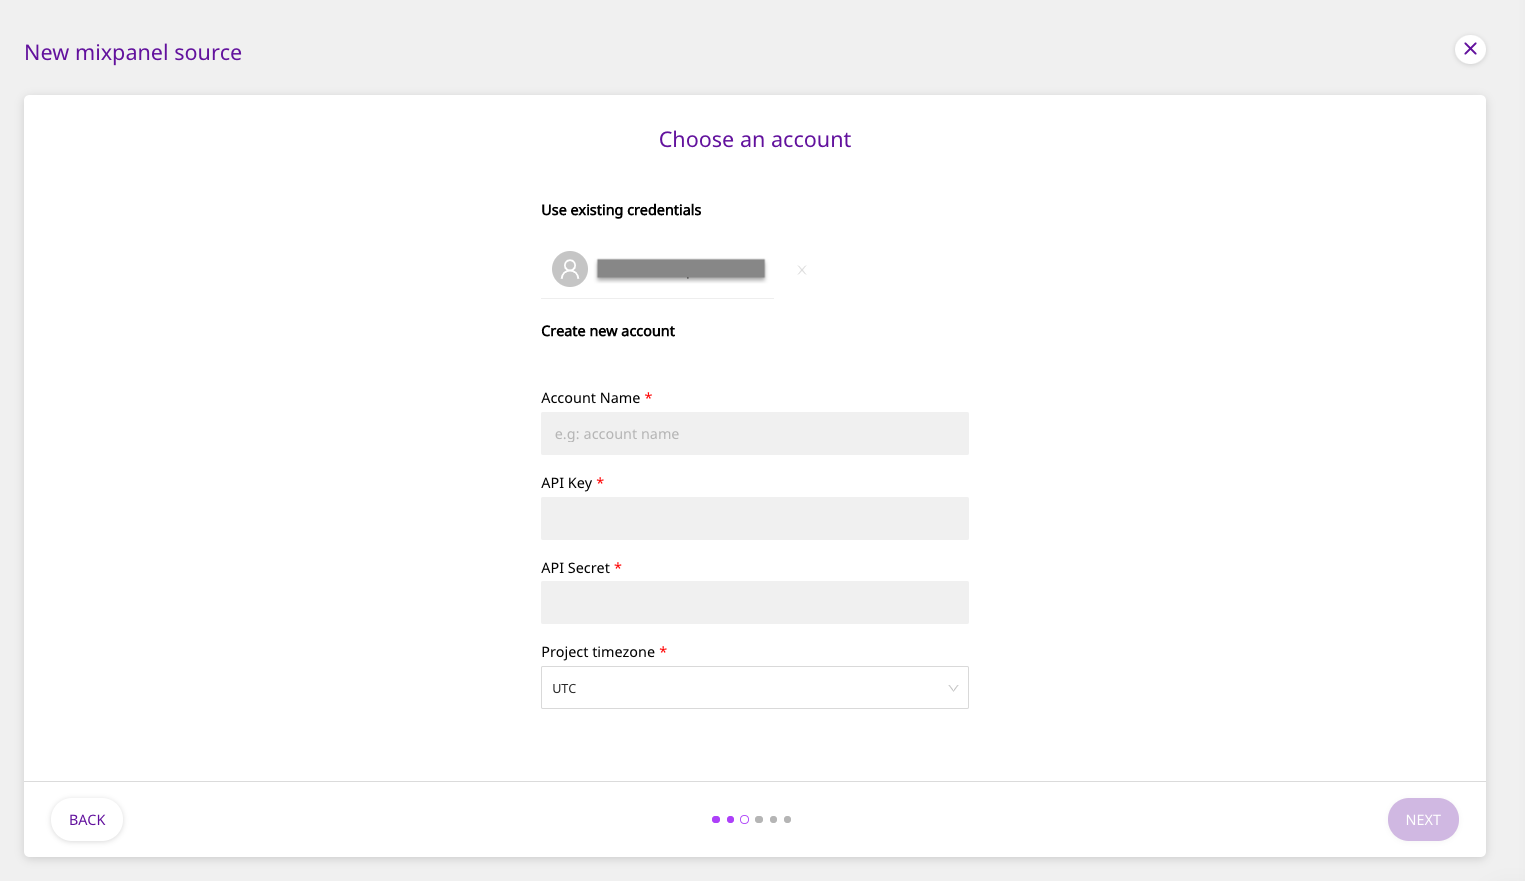 New mixpanel source
Choose an account
Use existing credentials
Create new account
Account Name *
e.g: account name
API Key *
API Secret *
Project timezone *
UTC
BACK
NEXT